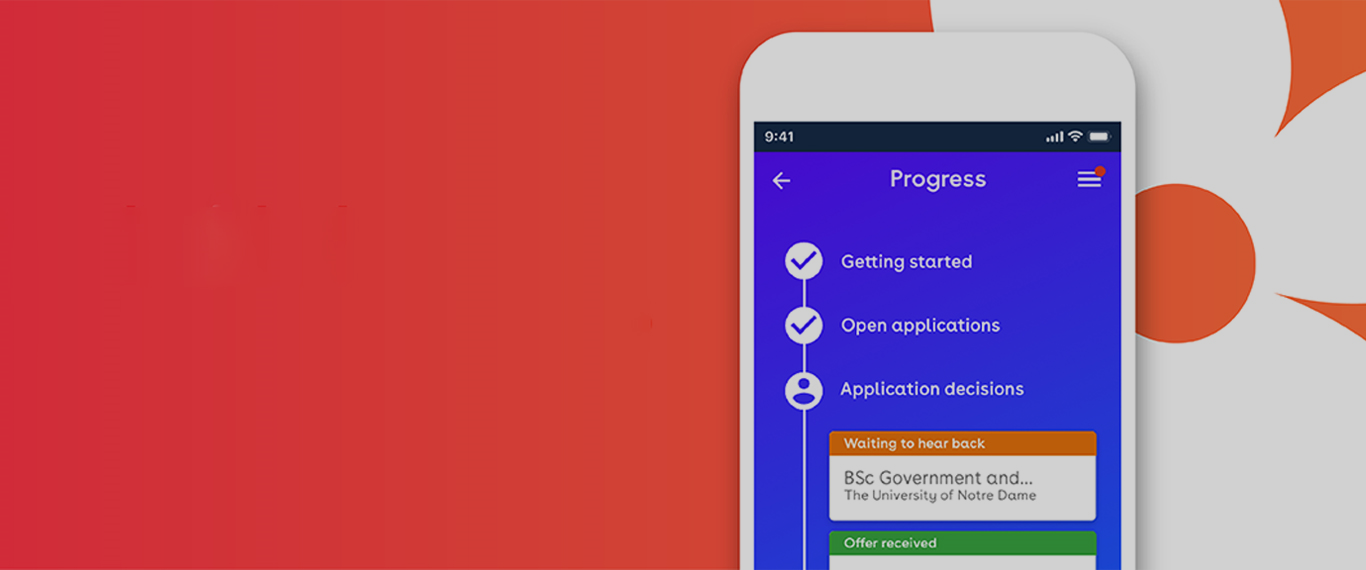 9:41
Progress
Getting started
Open applications
Application decisions
Waiting to hear back
BSc Government and...
The University of Notre Dame
Offer received